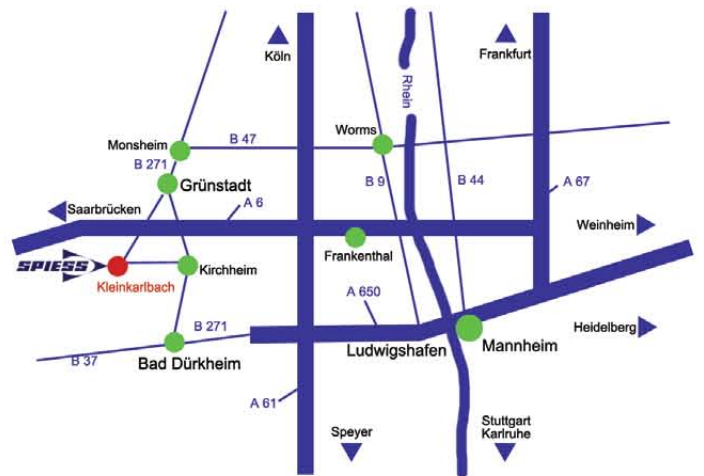 Köln
Frankfurt
Rhein
Monsheim
B 47
Worms
B 271
Grünstadt
B 9
B 44
A 67
Saarbrücken
A 6
Weinheim
SPIESS
Kirchheim
Frankenthal
Kleinkarlbach
A 650
B 271
Heidelberg
B 37
Bad Dürkheim
Ludwigshafen
Mannheim
A 61
Speyer
Stuttgart
Karlruhe